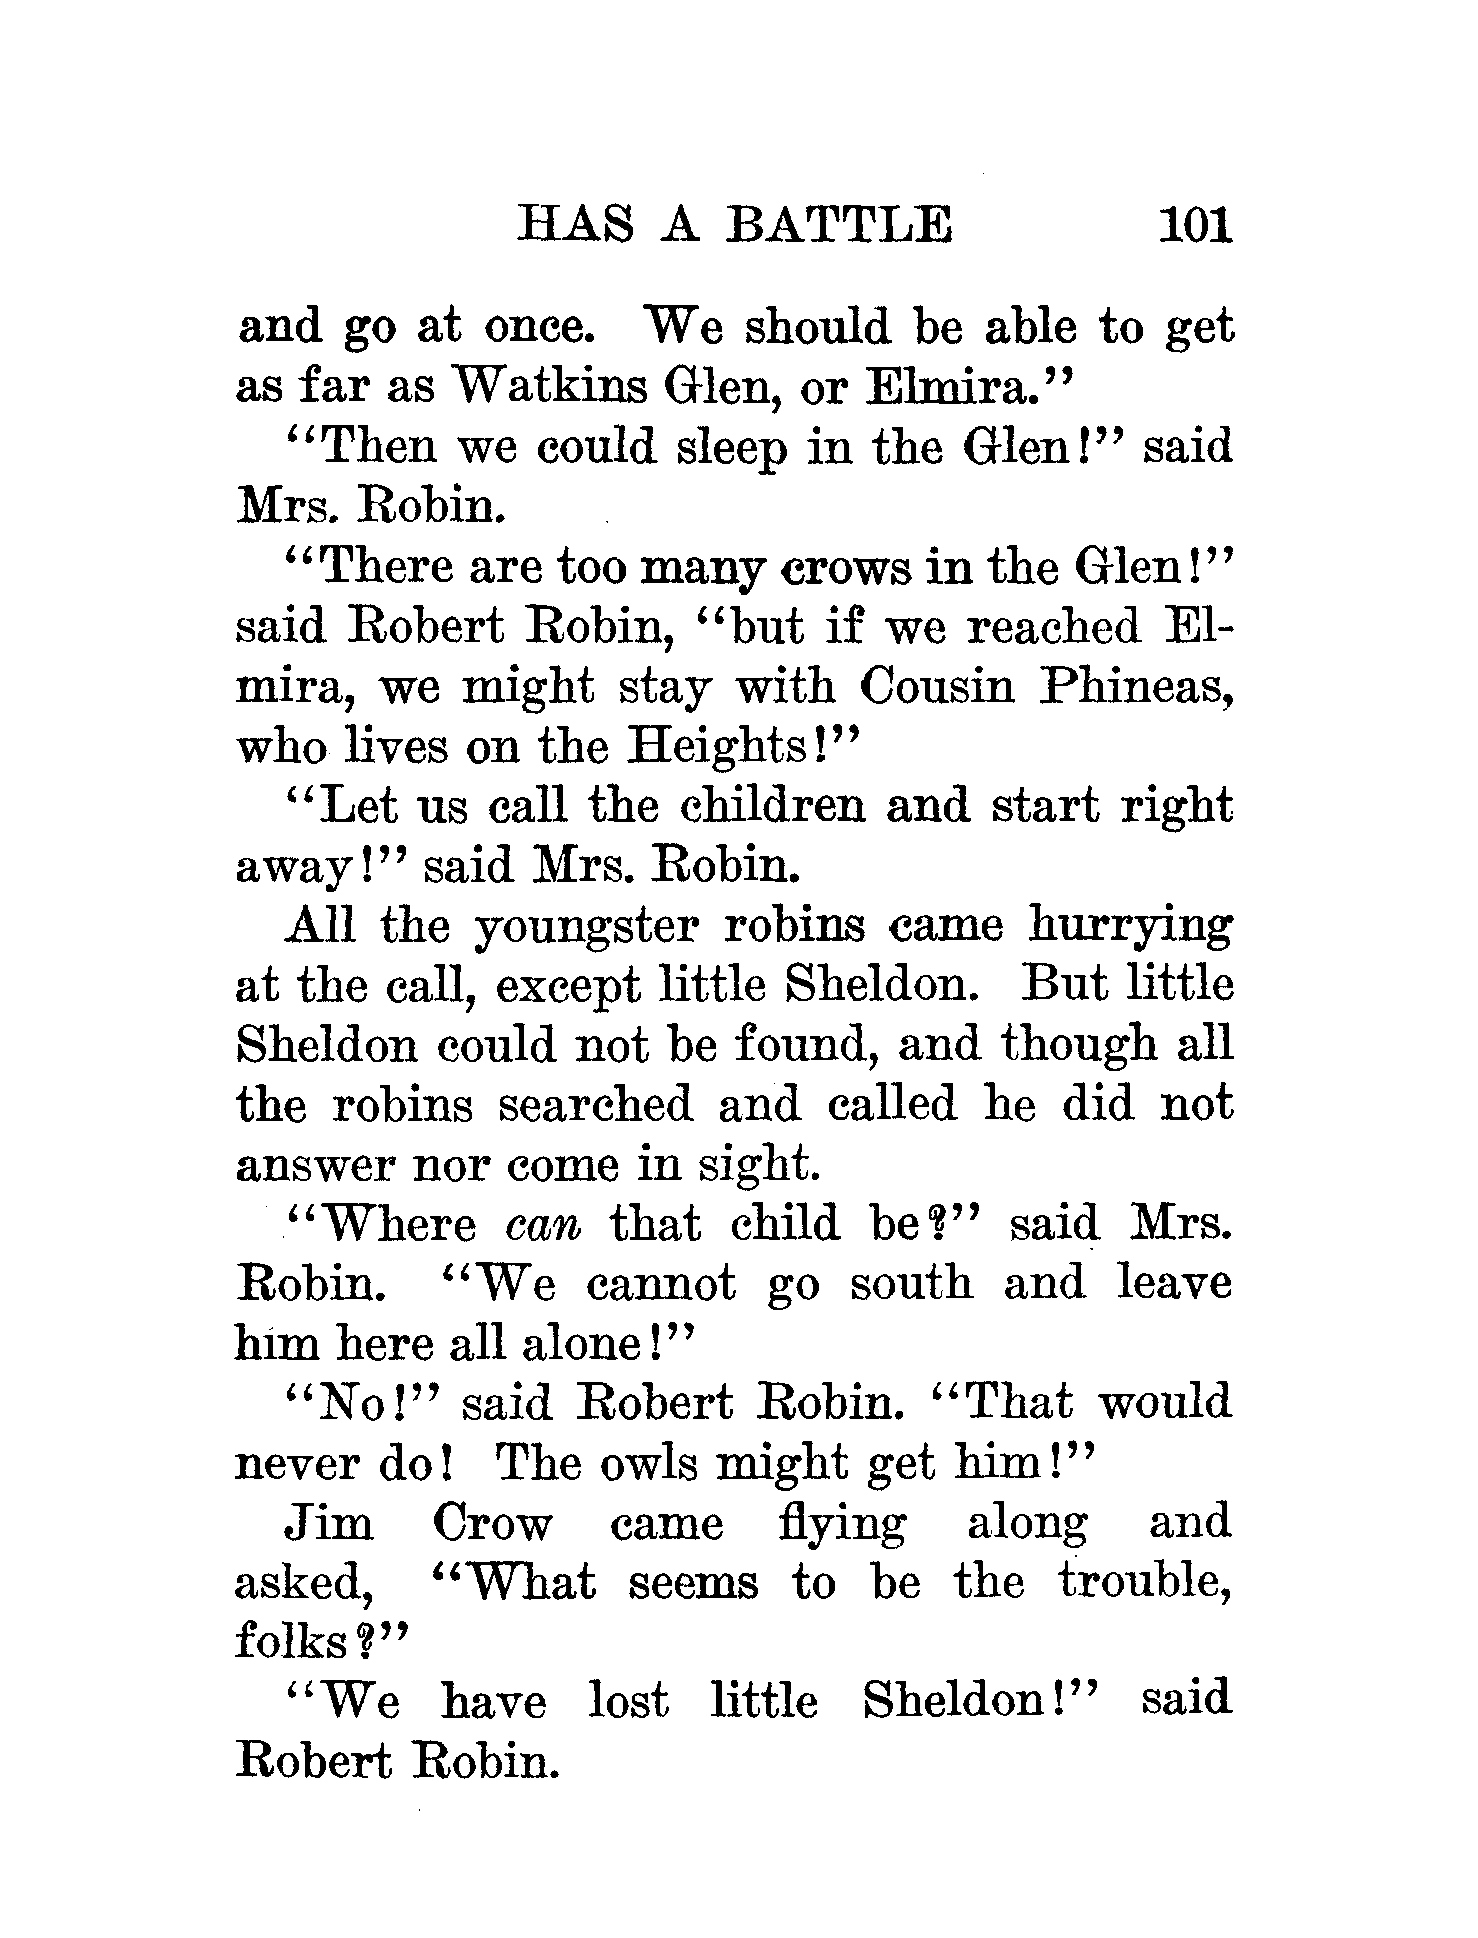 HAS A BATTLE 101
and go at once. We should be able to get
as far as Watkins Glen, or Elmira."
"Then we could sleep in the Glen!" said
Mrs. Robin.
"There are too many crows in the Glen!"
said Robert Robin, "but if we reached El-
mira, we might stay with Cousin Phineas,
who lives on the Heights!"
"Let us call the children and start right
away!" said Mrs. Robin.
All the youngster robins came hurrying
at the call, except little Sheldon. But little
Sheldon could not be found, and though all
the robins searched and called he did not
answer nor come in sight.
"Where can that child be?" said Mrs.
Robin. "We cannot go south and leave
him here all alone!"
"No!" said Robert Robin. "That would
never do! The owls might get him!"
Jim Crow came flying along and
asked, "What seems to be the trouble,
folks?"
"We have lost little Sheldon!" said
Robert Robin.